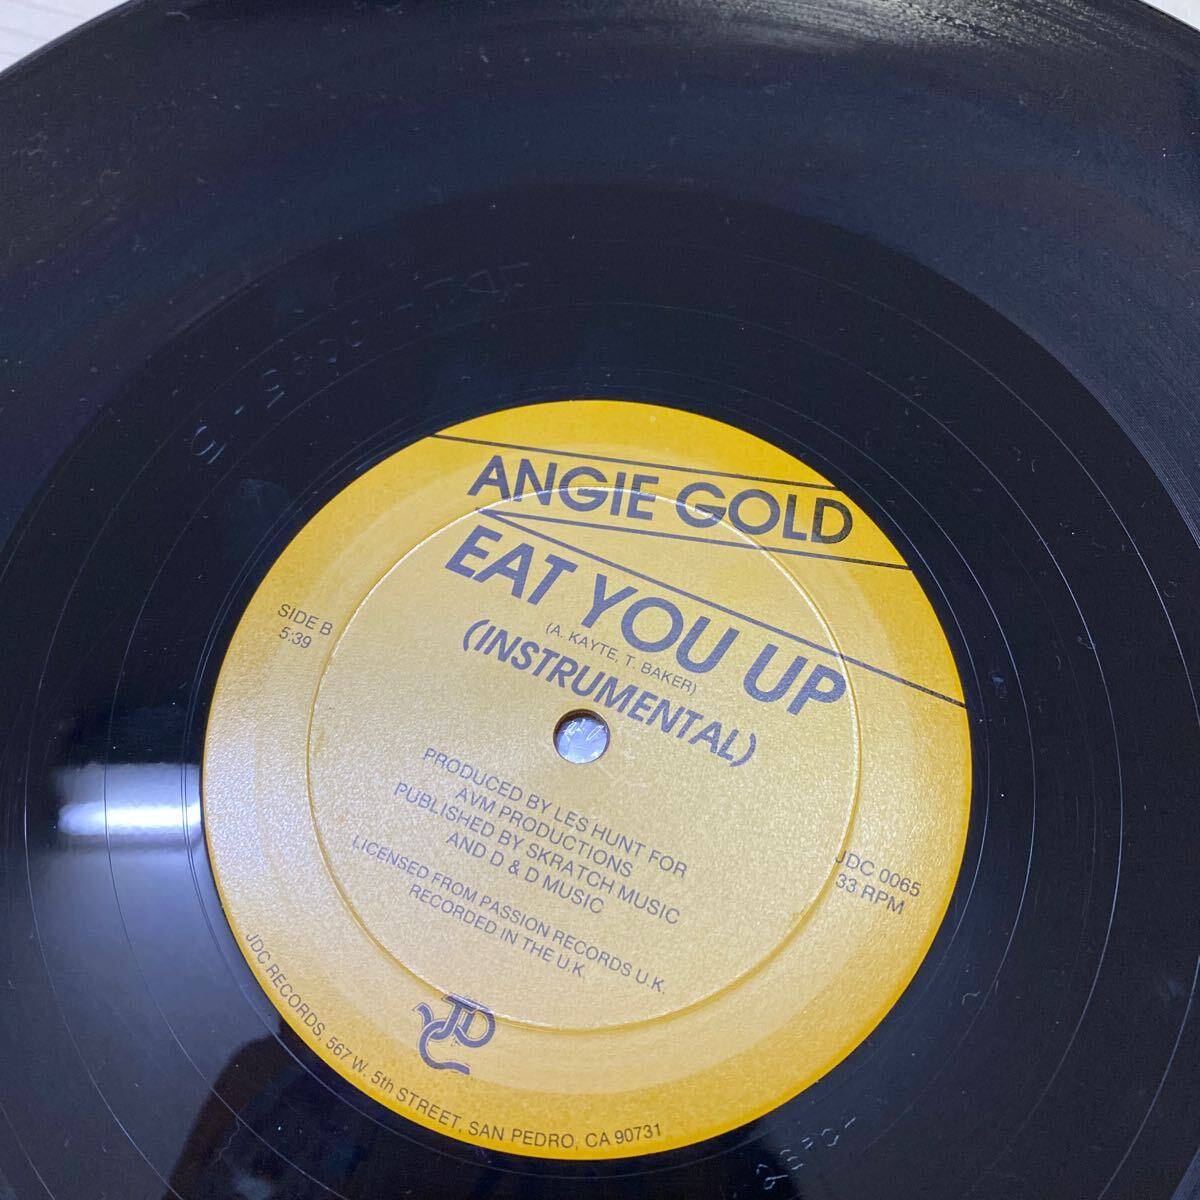 ANGIE GOLD
EAT YOU UP
(A. KAYTE, T. BAKER)
(INSTRUMENTAL)
SIDE B
5:39
PRODUCED BY LES HUNT FOR
AVM PRODUCTIONS
PUBLISHED BY SKRATCH MUSIC
AND D & D MUSIC
LICENSED FROM PASSION RECORDS U.K.
RECORDED IN THE U.K.
JDC 0065
33 RPM
JDC
JDC RECORDS, 567 W. 5th STREET, SAN PEDRO, CA 90731